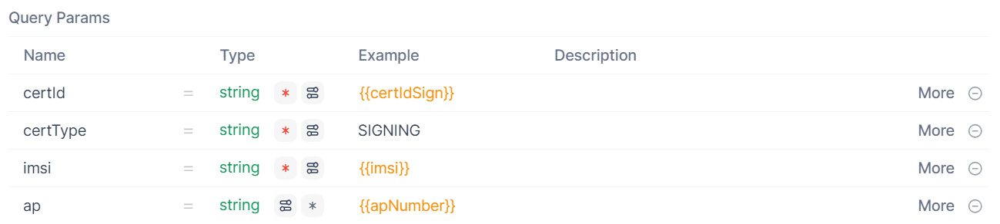 Query Params
Name Type Example Description
certId = string * {{certIdSign}} More
certType = string * SIGNING More
imsi = string * {{imsi}} More
ap = string * {{apNumber}} More